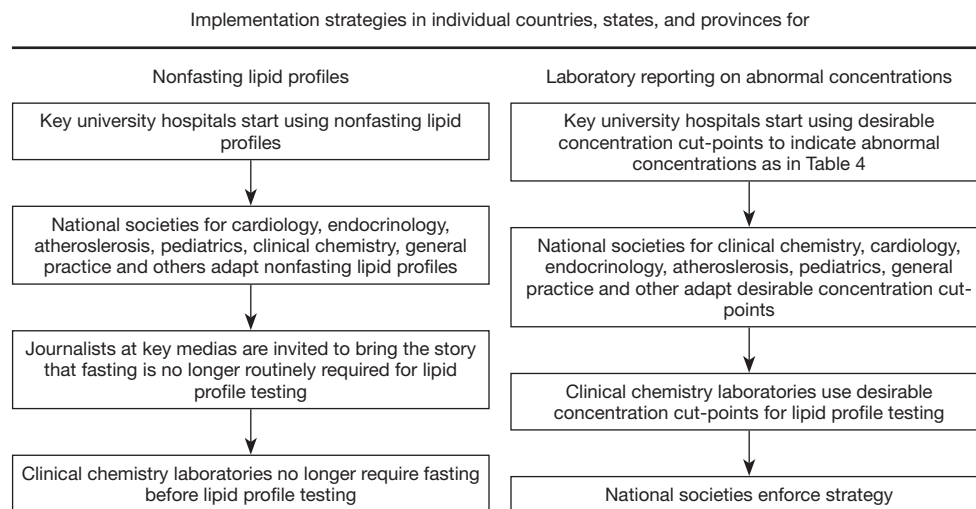 Implementation strategies in individual countries, states, and provinces for
Nonfasting lipid profiles
Key university hospitals start using nonfasting lipid
profiles
National societies for cardiology, endocrinology,
atheroslerosis, pediatrics, clinical chemistry, general
practice and others adapt nonfasting lipid profiles
Journalists at key medias are invited to bring the story
that fasting is no longer routinely required for lipid
profile testing
Clinical chemistry laboratories no longer require fasting
before lipid profile testing
Laboratory reporting on abnormal concentrations
Key university hospitals start using desirable
concentration cut-points to indicate abnormal
concentrations as in Table 4
National societies for clinical chemistry, cardiology,
endocrinology, atheroslerosis, pediatrics, general
practice and other adapt desirable concentration cut-
points
Clinical chemistry laboratories use desirable
concentration cut-points for lipid profile testing
National societies enforce strategy